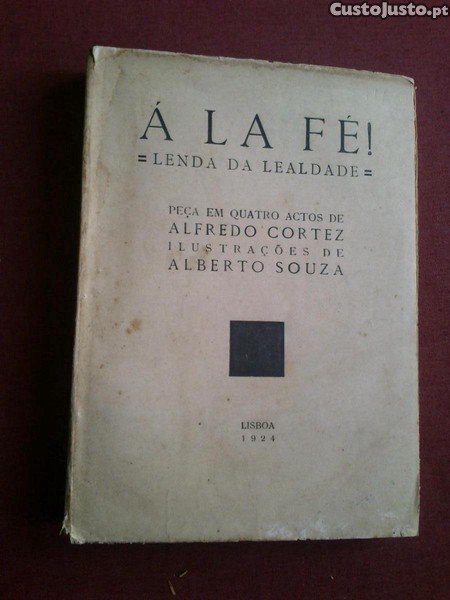 CustoJusto.pt
Á LA FÉ!
= LENDA DA LEALDADE =
PEÇA EM QUATRO ACTOS DE
ALFREDO CORTEZ
ILUSTRAÇÕES DE
ALBERTO SOUZA
LISBOA
1924